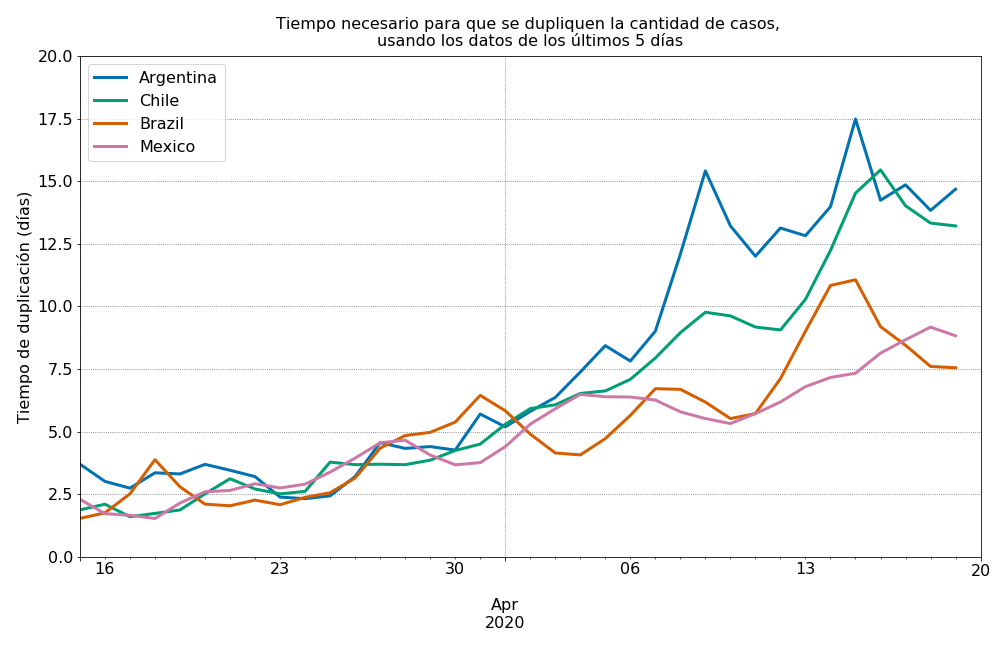 Tiempo necesario para que se dupliquen la cantidad de casos,
usando los datos de los últimos 5 días
Argentina
Chile
Brazil
Mexico
Tiempo de duplicación (días)
20.0
17.5
15.0
12.5
10.0
7.5
5.0
2.5
0.0
16 23 30 06 13 20
Apr
2020